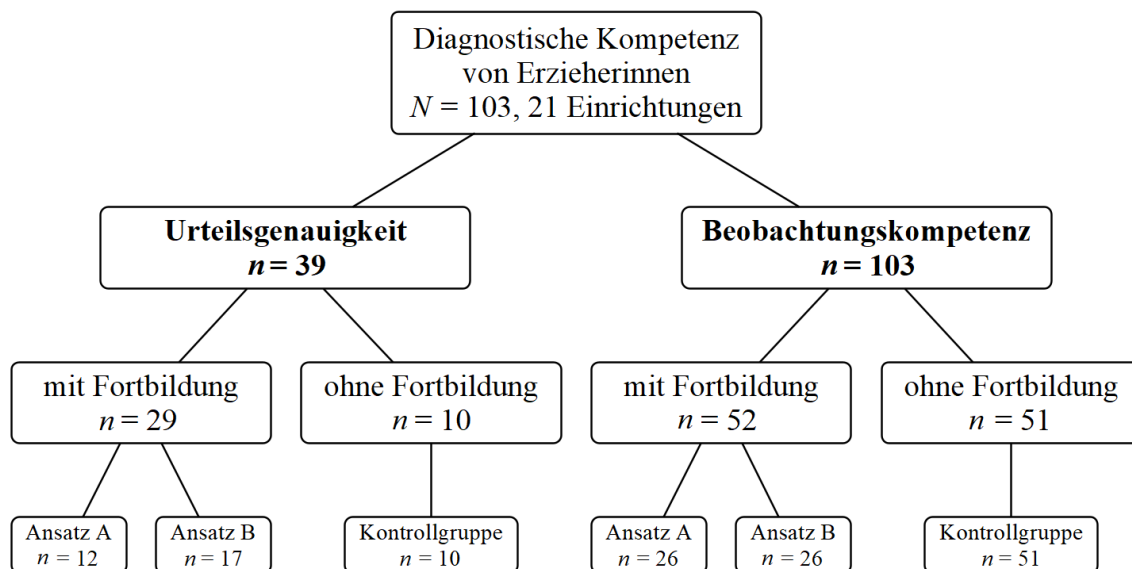 Diagnostische Kompetenz
von Erzieherinnen
N = 103, 21 Einrichtungen
Urteilsgenauigkeit
n = 39
Beobachtungskompetenz
n = 103
mit Fortbildung
n = 29
ohne Fortbildung
n = 10
mit Fortbildung
n = 52
ohne Fortbildung
n = 51
Ansatz A
n = 12
Ansatz B
n = 17
Kontrollgruppe
n = 10
Ansatz A
n = 26
Ansatz B
n = 26
Kontrollgruppe
n = 51